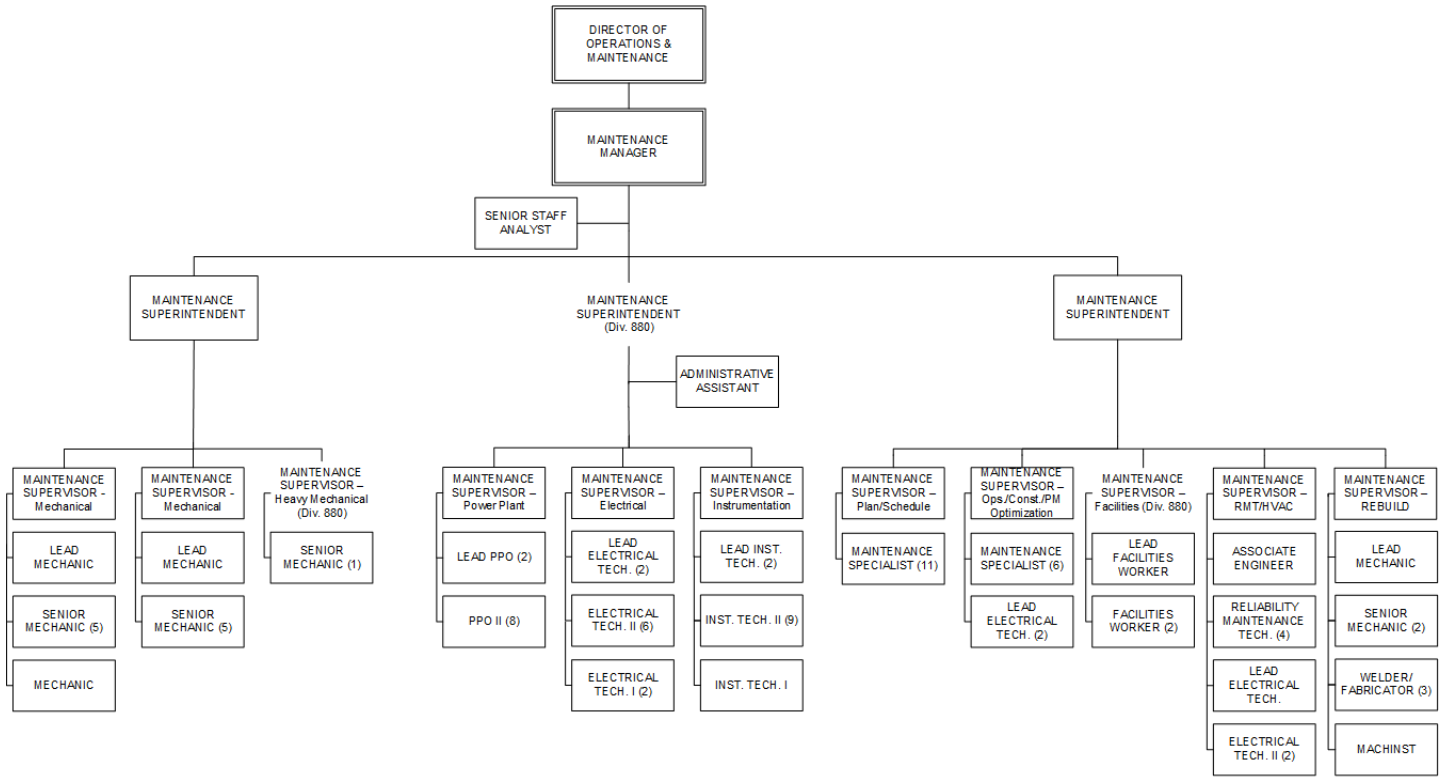 DIRECTOR OF
OPERATIONS &
MAINTENANCE
MAINTENANCE
MANAGER
SENIOR STAFF
ANALYST
MAINTENANCE
SUPERINTENDENT
MAINTENANCE
SUPERINTENDENT
(Div. 880)
MAINTENANCE
SUPERINTENDENT
ADMINISTRATIVE
ASSISTANT
MAINTENANCE
SUPERVISOR -
Mechanical
LEAD
MECHANIC
SENIOR
MECHANIC (5)
MECHANIC
MAINTENANCE
SUPERVISOR -
Mechanical
LEAD
MECHANIC
SENIOR
MECHANIC (5)
MAINTENANCE
SUPERVISOR –
Heavy Mechanical
(Div. 880)
SENIOR
MECHANIC (1)
MAINTENANCE
SUPERVISOR –
Power Plant
LEAD PPO (2)
PPO II (8)
MAINTENANCE
SUPERVISOR –
Electrical
LEAD
ELECTRICAL
TECH. (2)
ELECTRICAL
TECH. II (6)
ELECTRICAL
TECH. I (2)
MAINTENANCE
SUPERVISOR –
Instrumentation
LEAD INST.
TECH. (2)
INST. TECH. II (9)
INST. TECH. I
MAINTENANCE
SUPERVISOR –
Plan/Schedule
MAINTENANCE
SPECIALIST (11)
MAINTENANCE
SUPERVISOR –
Ops./Const./PM
Optimization
MAINTENANCE
SPECIALIST (6)
LEAD
ELECTRICAL
TECH. (2)
MAINTENANCE
SUPERVISOR –
Facilities (Div. 880)
LEAD
FACILITIES
WORKER
FACILITIES
WORKER (2)
MAINTENANCE
SUPERVISOR –
RMT/HVAC
ASSOCIATE
ENGINEER
RELIABILITY
MAINTENANCE
TECH. (4)
LEAD
ELECTRICAL
TECH.
ELECTRICAL
TECH. II (2)
MAINTENANCE
SUPERVISOR –
REBUILD
LEAD
MECHANIC
SENIOR
MECHANIC (2)
WELDER/
FABRICATOR (3)
MACHINST